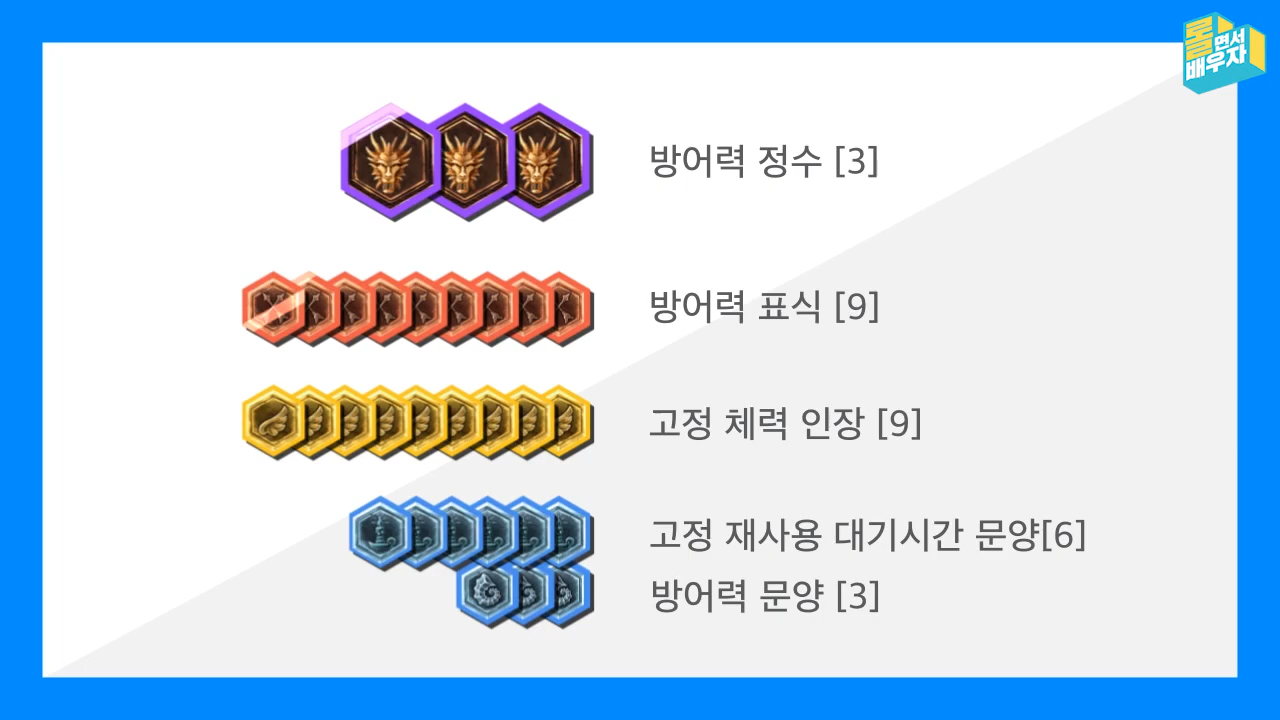 롤
면서
배우자
방어력 정수 [3]
방어력 표식 [9]
고정 체력 인장 [9]
고정 재사용 대기시간 문양[6]
방어력 문양 [3]